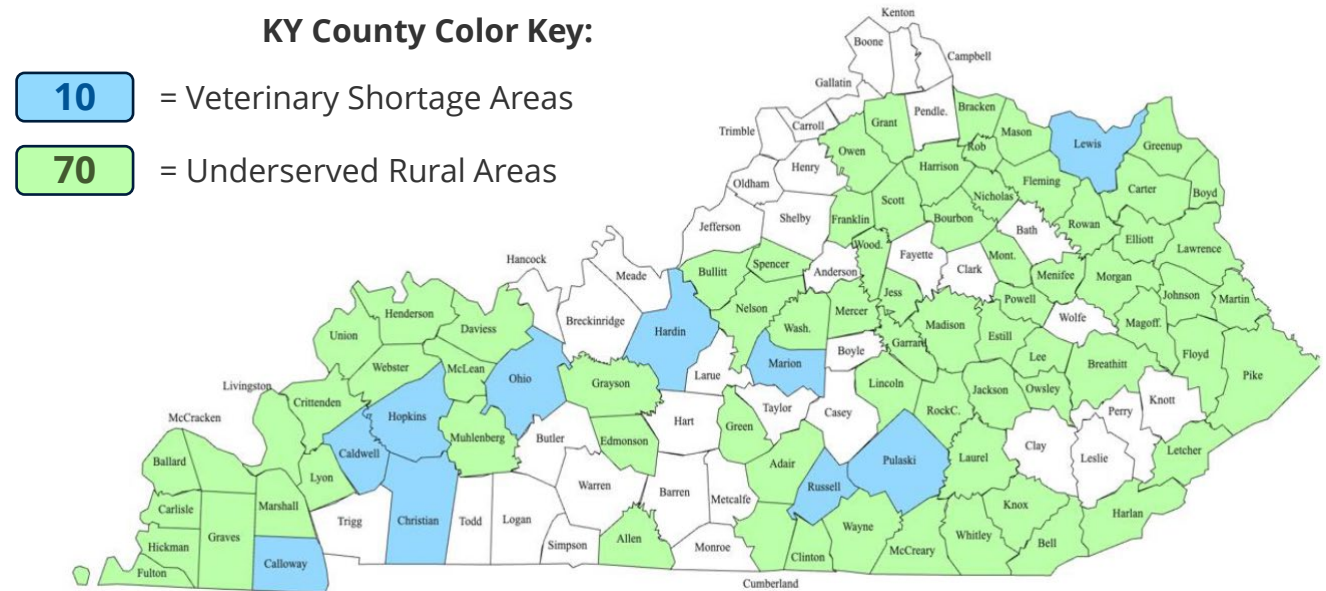 KY County Color Key:
10 = Veterinary Shortage Areas
70 = Underserved Rural Areas
Kenton
Boone
Campbell
Gallatin
Pendle.
Bracken
Grant
Carroll
Trimble
Mason
Lewis
Greenup
Owen
Rob
Henry
Harrison
Oldham
Fleming
Carter
Boyd
Nicholas
Scott
Shelby
Franklin
Bourbon
Jefferson
Rowan
Bath
Elliott
Wood.
Lawrence
Fayette
Mont.
Hancock
Spencer
Clark
Bullitt
Anderson
Meade
Menifee
Morgan
Jess
Johnson
Martin
Powell
Nelson
Mercer
Henderson
Wolfe
Breckinridge
Madison
Magoff.
Daviess
Wash.
Hardin
Union
Estill
Garrard
Boyle
Floyd
Lee
Marion
Breathitt
Webster
McLean
Larue
Pike
Ohio
Grayson
Livingston
Lincoln
Jackson
Owsley
Crittenden
Knott
Taylor
RockC.
Perry
Casey
McCracken
Hopkins
Hart
Green
Muhlenberg
Butler
Edmonson
Clay
Letcher
Caldwell
Laurel
Leslie
Ballard
Pulaski
Adair
Lyon
Warren
Russell
Barren
Metcalfe
Marshall
Knox
Carlisle
Harlan
Trigg
Christian
Todd
Logan
Wayne
Whitley
Graves
Allen
Bell
Simpson
Monroe
Hickman
McCreary
Clinton
Calloway
Fulton
Cumberland